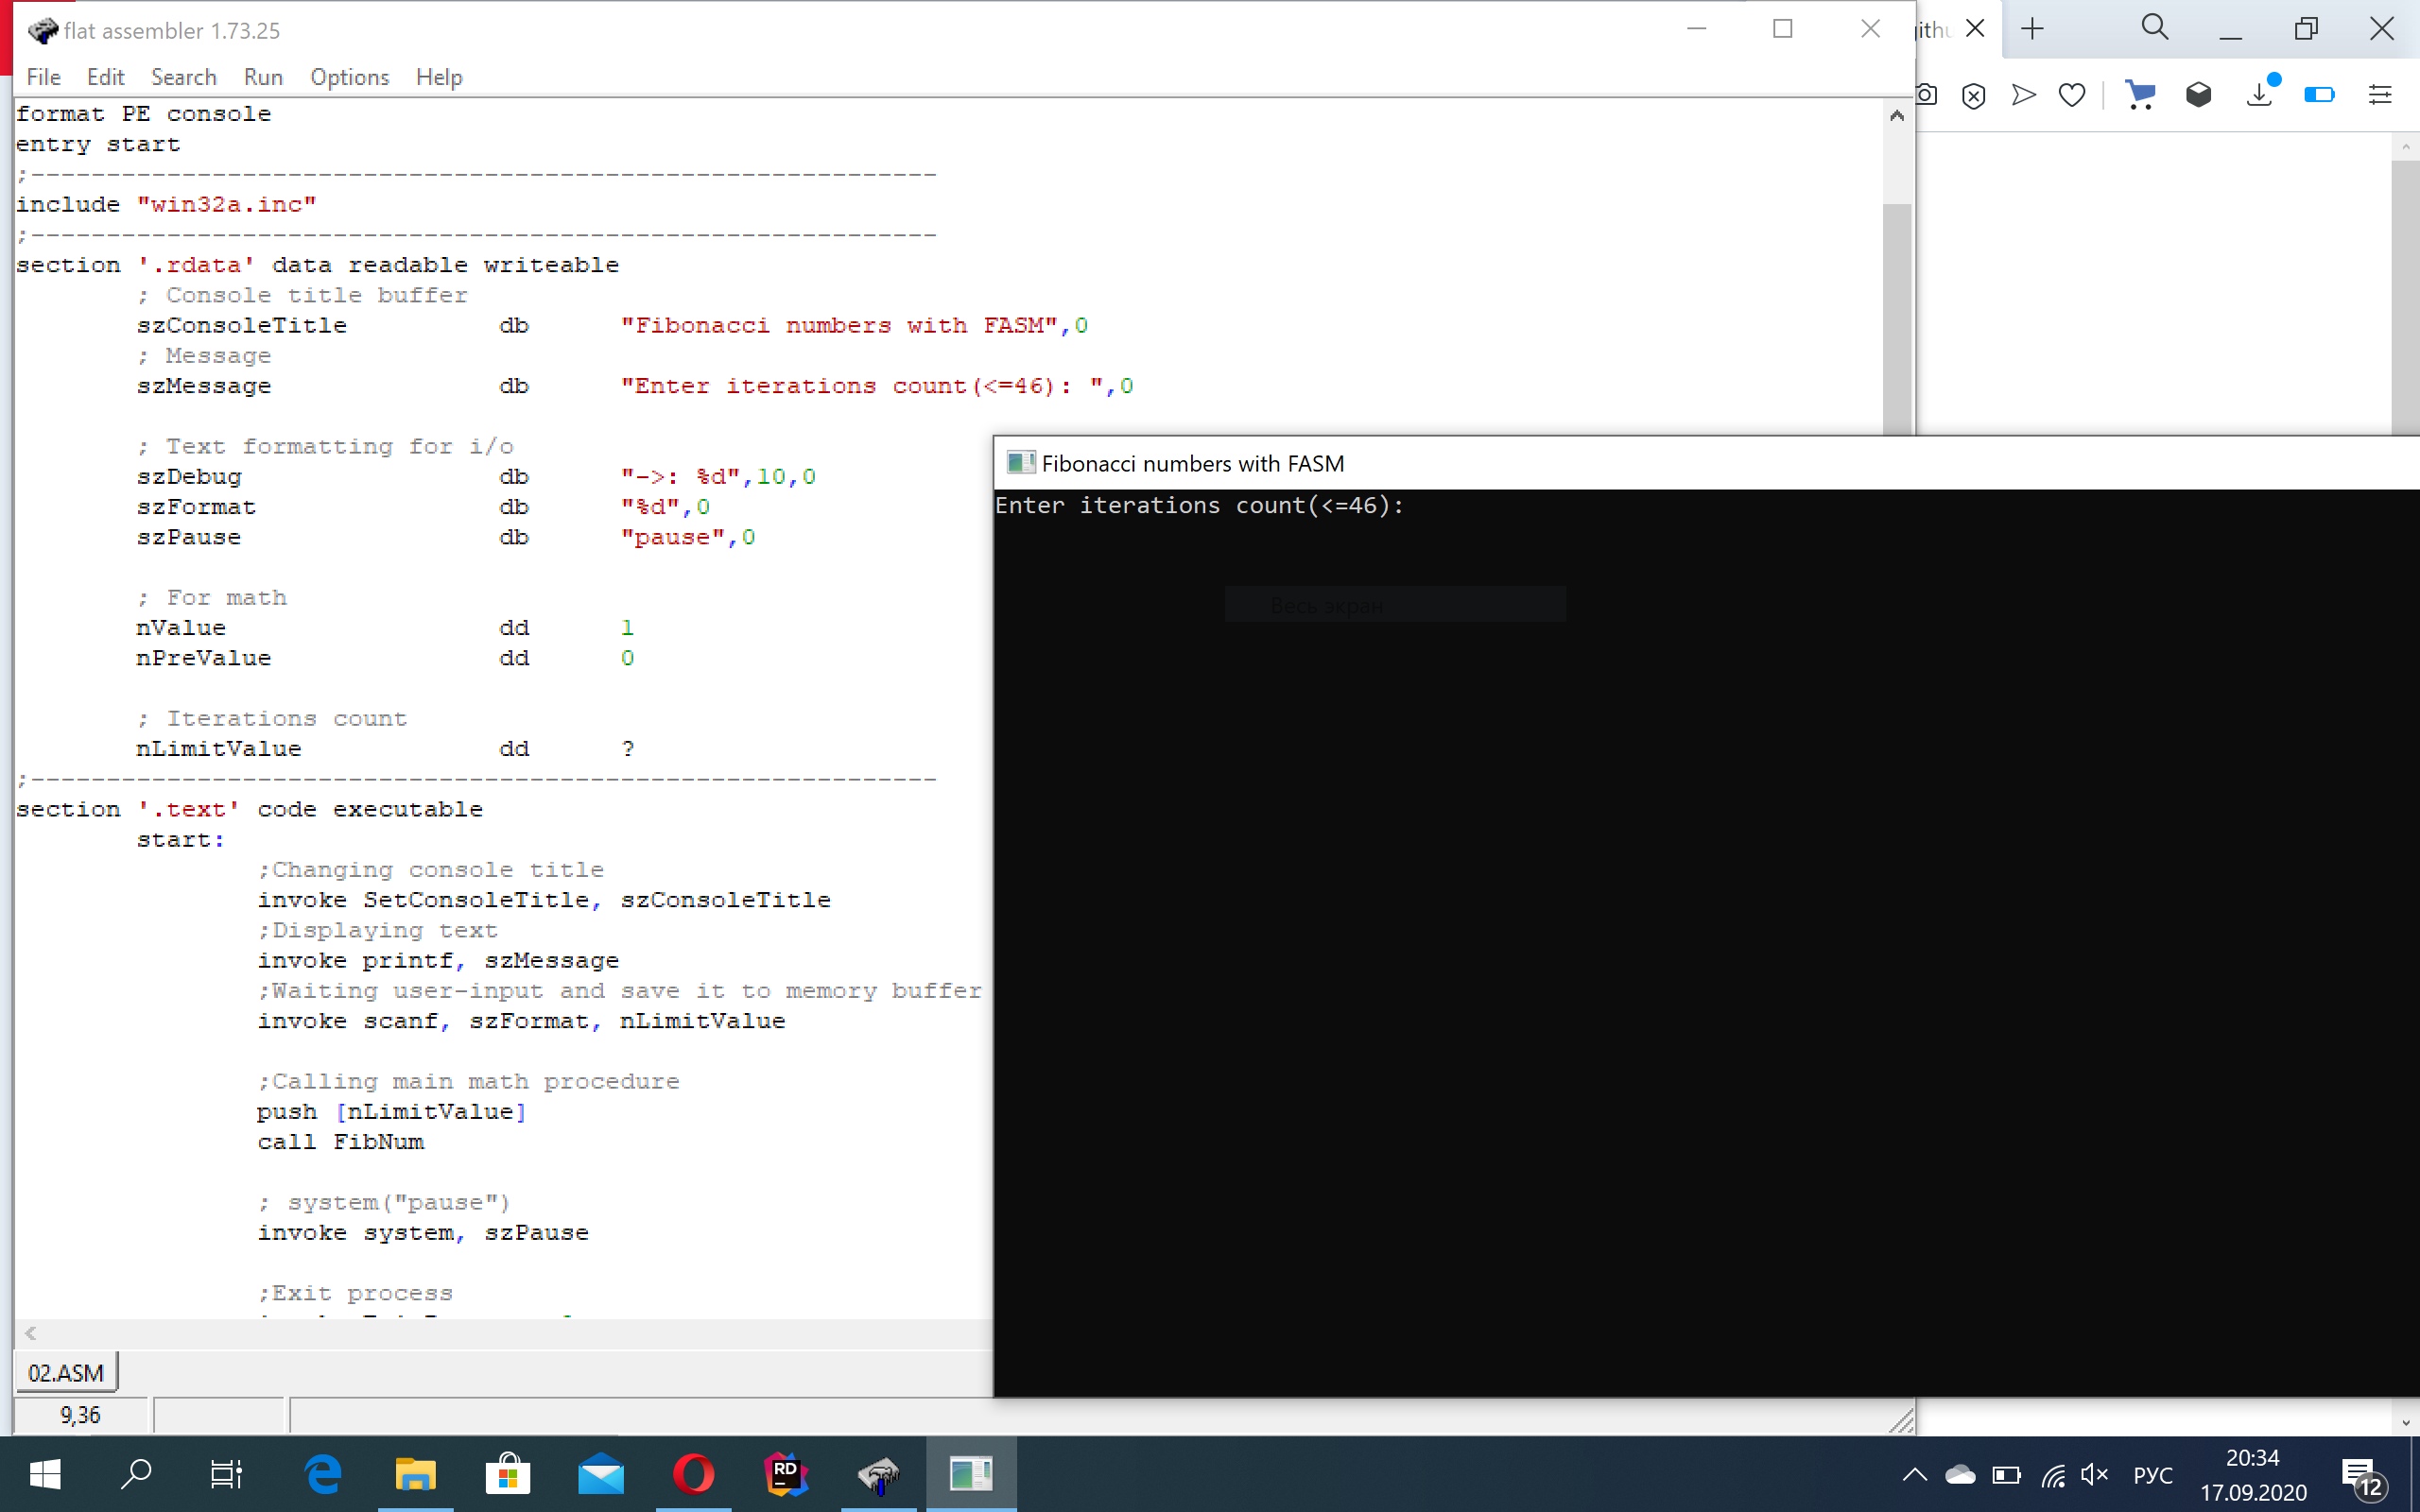 flat assembler 1.73.25
File Edit Search Run Options Help
format PE console
entry start
;------------------------------------------------------------
include "win32a.inc"
;------------------------------------------------------------
section '.rdata' data readable writeable
; Console title buffer
szConsoleTitle db "Fibonacci numbers with FASM",0
; Message
szMessage db "Enter iterations count(<=46): ",0
; Text formatting for i/o
szDebug db "->: %d",10,0
szFormat db "%d",0
szPause db "pause",0
; For math
nValue dd 1
nPreValue dd 0
; Iterations count
nLimitValue dd ?
;------------------------------------------------------------
section '.text' code executable
start:
;Changing console title
invoke SetConsoleTitle, szConsoleTitle
;Displaying text
invoke printf, szMessage
;Waiting user-input and save it to memory buffer
invoke scanf, szFormat, nLimitValue
;Calling main math procedure
push [nLimitValue]
call FibNum
; system("pause")
invoke system, szPause
;Exit process
02.ASM
9,36
Fibonacci numbers with FASM
Enter iterations count(<=46):
Весь экран
RD
РУС
20:34
17.09.2020
12